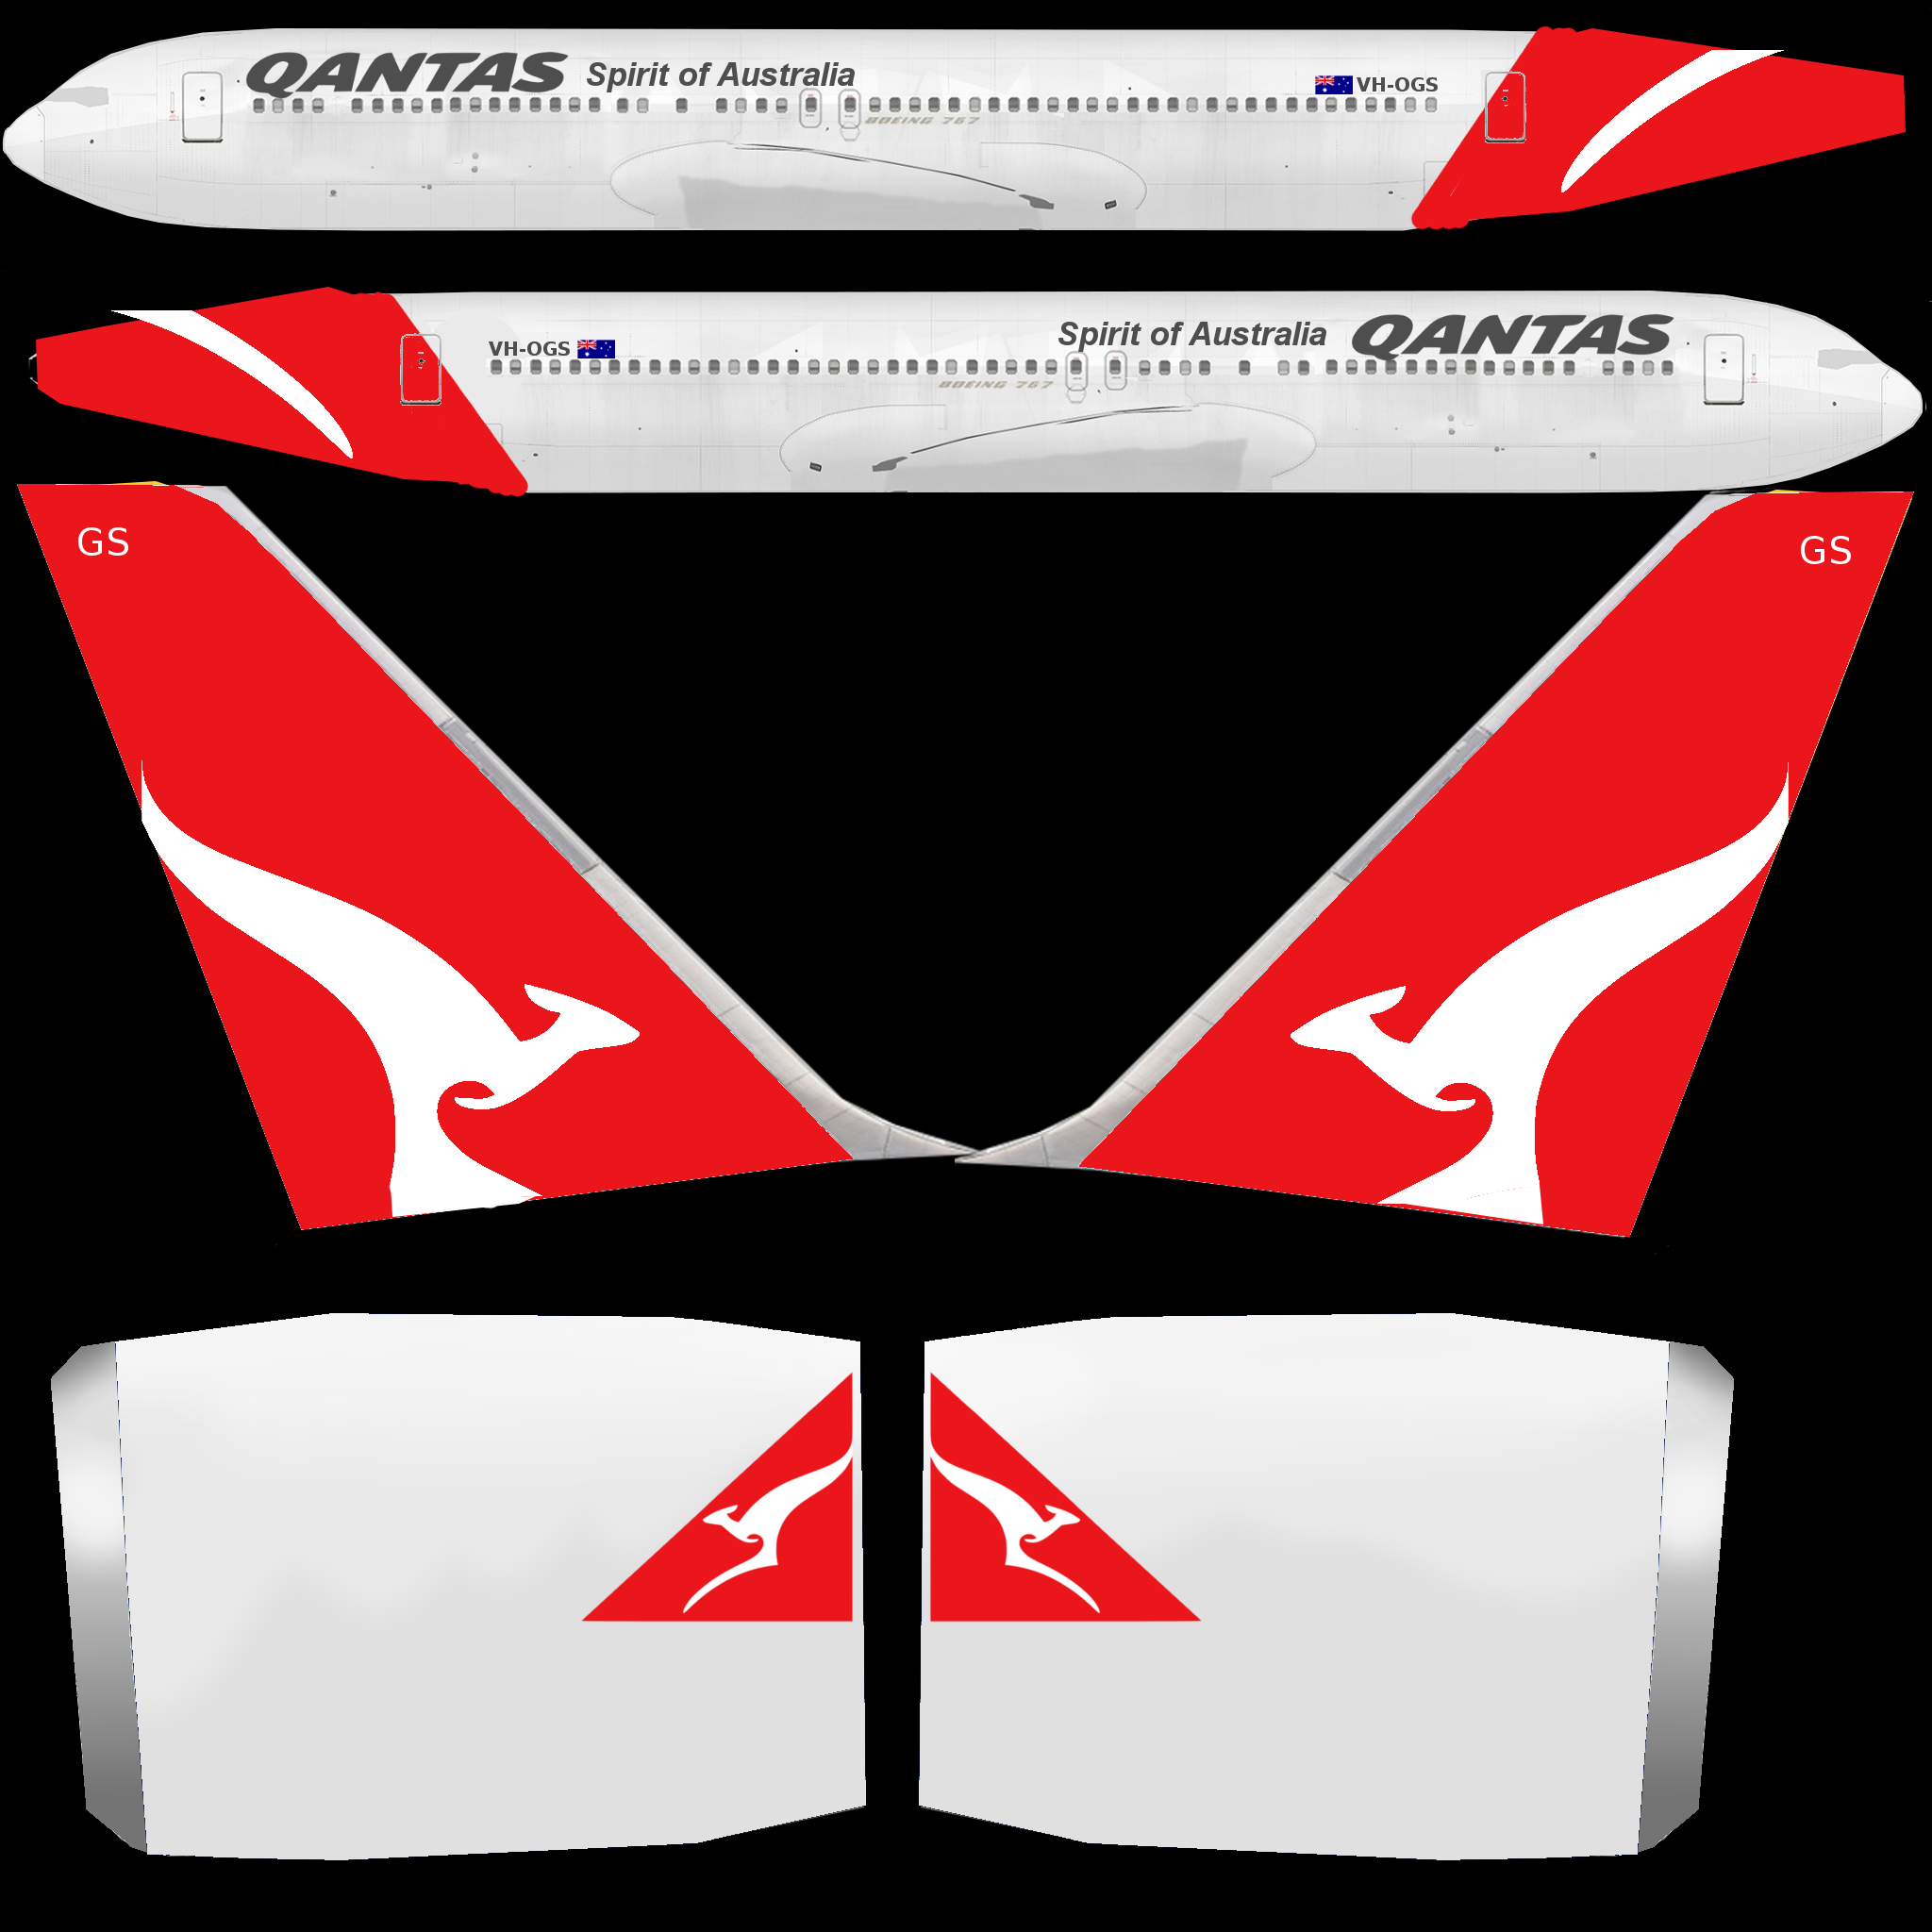 QANTAS Spirit of Australia
VH-OGS
BOEING 767
Spirit of Australia QANTAS
VH-OGS
BOEING 767
GS
GS